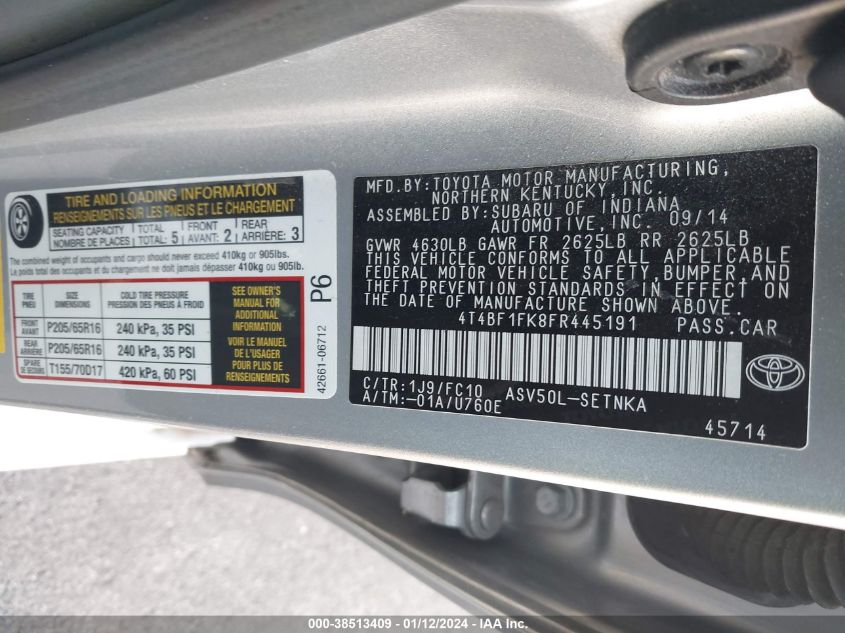 TIRE AND LOADING INFORMATION
RENSEIGNEMENTS SUR LES PNEUS ET LE CHARGEMENT
SEATING CAPACITY TOTAL FRONT REAR
NOMBRE DE PLACES TOTAL: 5 AVANT: 2 ARRIÈRE: 3
The combined weight of occupants and cargo should never exceed 410kg or 905lbs.
Le poids total des occupants et du chargement ne doit jamais dépasser 410kg ou 905lb.
TIRE PNEU SIZE DIMENSIONS COLD TIRE PRESSURE PRESSION DES PNEUS À FROID
FRONT AVANT P205/65R16 240 kPa, 35 PSI
REAR ARRIÈRE P205/65R16 240 kPa, 35 PSI
SPARE DE SECOURS T155/70D17 420 kPa, 60 PSI
SEE OWNER'S
MANUAL FOR
ADDITIONAL
INFORMATION
VOIR LE MANUEL
DE L'USAGER
POUR PLUS DE
RENSEIGNEMENTS
P6
42661-06712
MFD.BY:TOYOTA MOTOR MANUFACTURING,
NORTHERN KENTUCKY,INC.
ASSEMBLED BY:SUBARU OF INDIANA
AUTOMOTIVE,INC. 09/14
GVWR 4630LB GAWR FR 2625LB RR 2625LB
THIS VEHICLE CONFORMS TO ALL APPLICABLE
FEDERAL MOTOR VEHICLE SAFETY,BUMPER,AND
THEFT PREVENTION STANDARDS IN EFFECT ON
THE DATE OF MANUFACTURE SHOWN ABOVE.
4T4BF1FK8FR445191 PASS.CAR
C/TR:1J9/FC10 ASV50L-SETNKA
A/TM:-01A/U760E
45714
TOYOTA
000-38513409 - 01/12/2024 - IAAI.COM